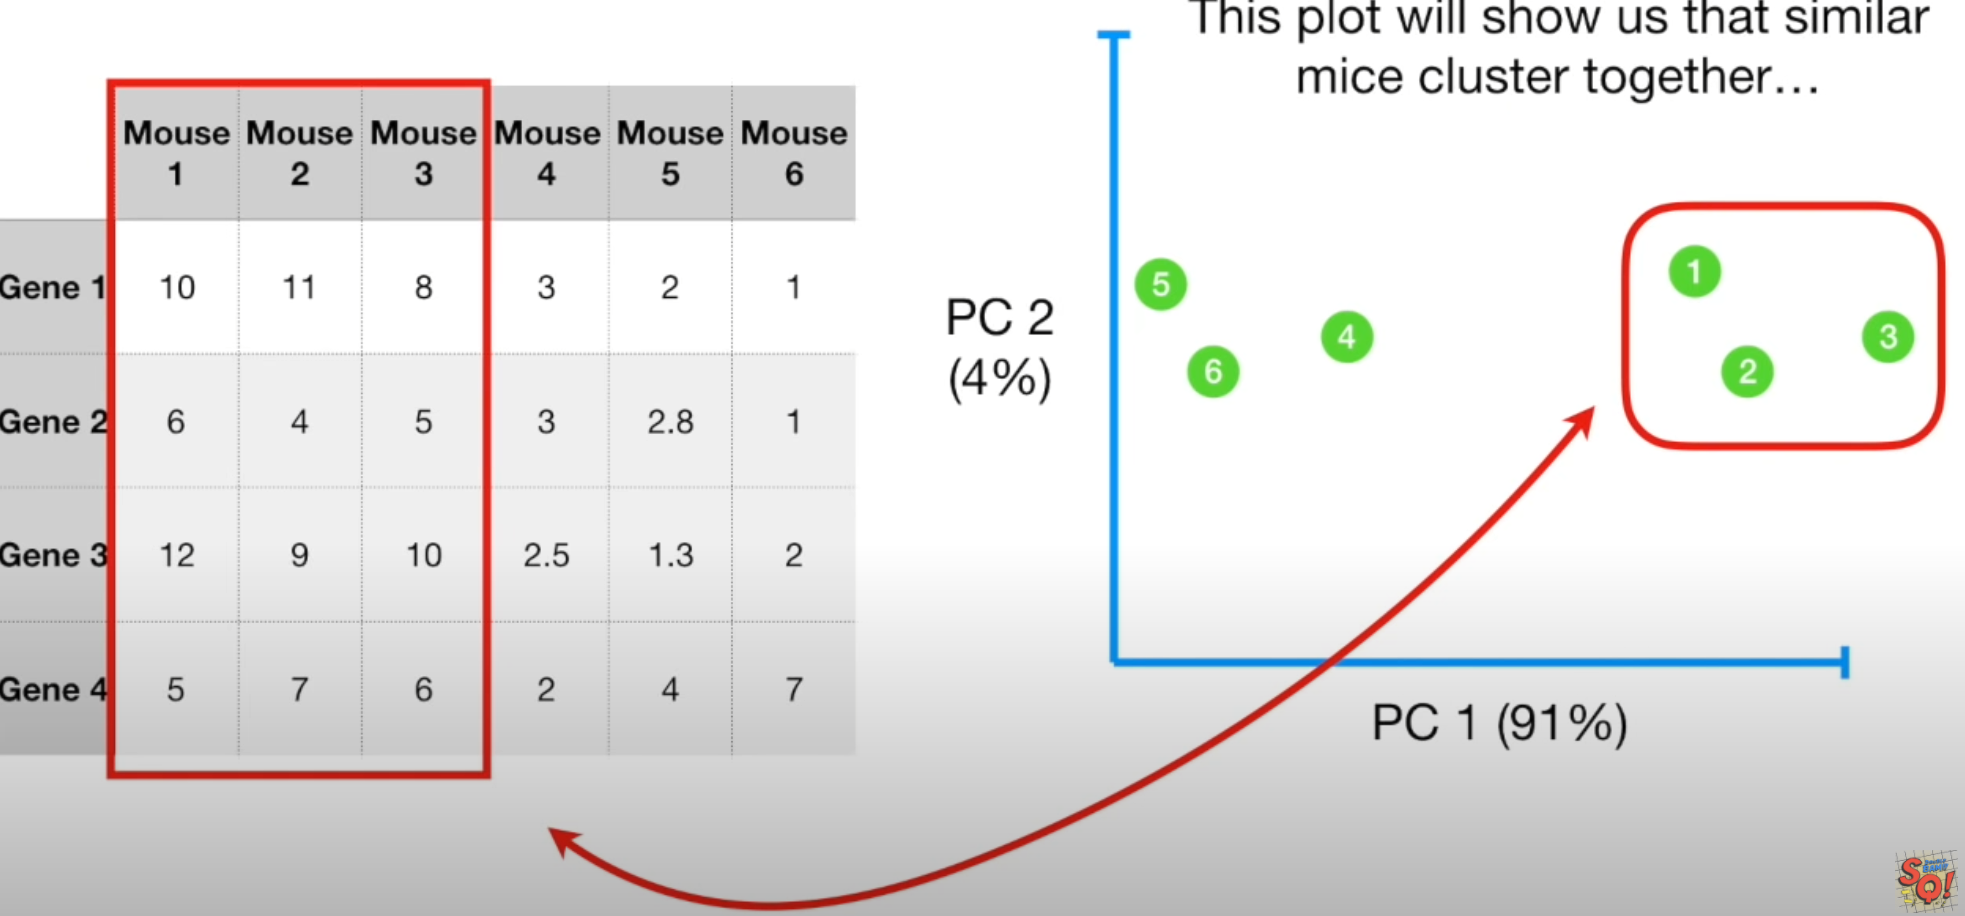 This plot will show us that similar
mice cluster together...
Mouse Mouse Mouse Mouse Mouse Mouse
1 2 3 4 5 6
Gene 1 10 11 8 3 2 1
Gene 2 6 4 5 3 2.8 1
Gene 3 12 9 10 2.5 1.3 2
Gene 4 5 7 6 2 4 7
PC 2
(4%)
5
1
4
3
6
2
PC 1 (91%)
SQ!